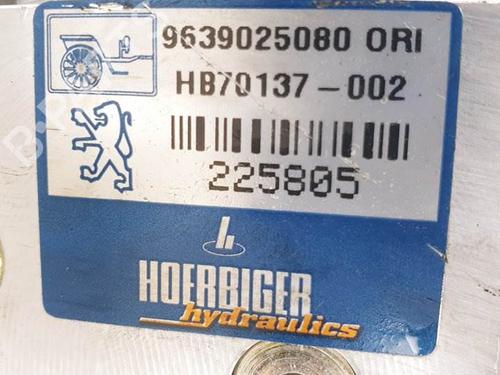 9639025080 ORI
HB70137-002
225805
HOERBIGER
hydraulics